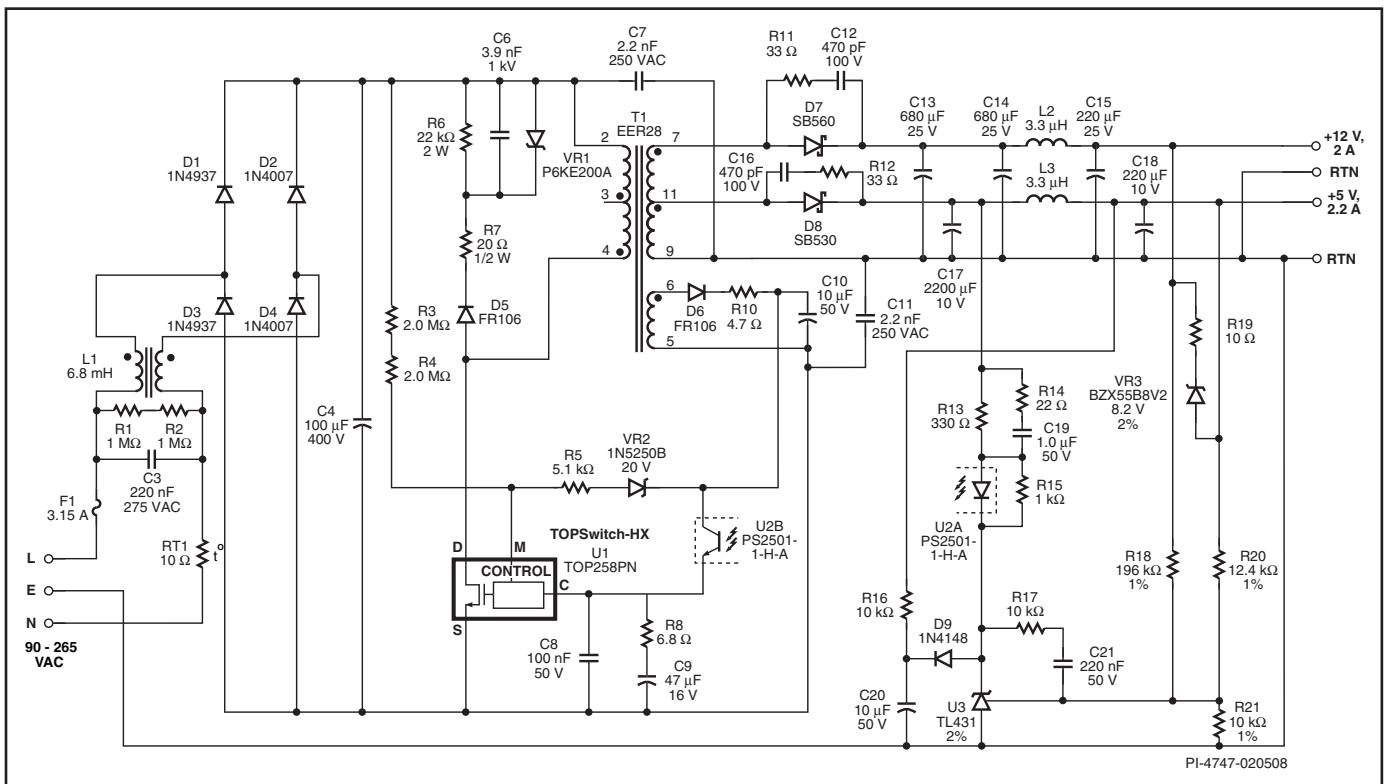 C6
3.9 nF
1 kV
C7
2.2 nF
250 VAC
R11
33 Ω
C12
470 pF
100 V
D7
SB560
C13
680 µF
25 V
C14
680 µF
25 V
L2
3.3 µH
C15
220 µF
25 V
+12 V,
2 A
RTN
+5 V,
2.2 A
RTN
R6
22 kΩ
2 W
VR1
P6KE200A
T1
EER28
2
3
4
7
11
9
6
5
C16
470 pF
100 V
R12
33 Ω
D8
SB530
L3
3.3 µH
C18
220 µF
10 V
D1
1N4937
D2
1N4007
D3
1N4937
D4
1N4007
R7
20 Ω
1/2 W
D5
FR106
D6
FR106
R10
4.7 Ω
C10
10 µF
50 V
C11
2.2 nF
250 VAC
C17
2200 µF
10 V
R3
2.0 MΩ
R4
2.0 MΩ
L1
6.8 mH
R1
1 MΩ
R2
1 MΩ
C3
220 nF
275 VAC
C4
100 µF
400 V
F1
3.15 A
RT1
10 Ω
t°
L
E
N
90 - 265
VAC
R5
5.1 kΩ
VR2
1N5250B
20 V
TOPSwitch-HX
U1
TOP258PN
D
M
CONTROL
C
S
U2B
PS2501-
1-H-A
C8
100 nF
50 V
R8
6.8 Ω
C9
47 µF
16 V
R13
330 Ω
R14
22 Ω
C19
1.0 µF
50 V
R15
1 kΩ
U2A
PS2501-
1-H-A
R19
10 Ω
VR3
BZX55B8V2
8.2 V
2%
R16
10 kΩ
D9
1N4148
R17
10 kΩ
C21
220 nF
50 V
R18
196 kΩ
1%
R20
12.4 kΩ
1%
C20
10 µF
50 V
U3
TL431
2%
R21
10 kΩ
1%
PI-4747-020508